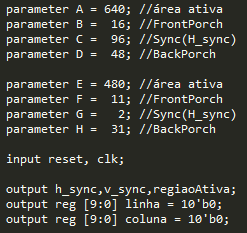 parameter A = 640; //área ativa
parameter B =  16; //FrontPorch
parameter C =  96; //Sync(H_sync)
parameter D =  48; //BackPorch

parameter E = 480; //área ativa
parameter F =  11; //FrontPorch
parameter G =   2; //Sync(H_sync)
parameter H =  31; //BackPorch

input reset, clk;

output h_sync,v_sync,regiaoAtiva;
output reg [9:0] linha = 10'b0;
output reg [9:0] coluna = 10'b0;